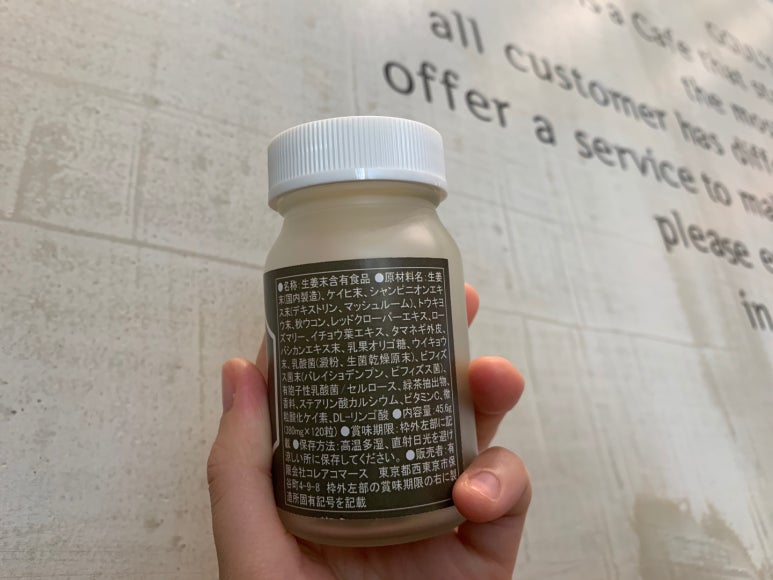 all customer has diff
offer a service to ma
is a Cafe that
the mos
please e
in
●名称:生姜末含有食品 ●原材料名:生姜
末(国内製造)、ケイヒ末、シャンピニオンエキ
ス末(デキストリン、マッシュルーム)、トウキヨ
ウ末、秋ウコン、レッドクローバーエキス、ロー
ズマリー、イチョウ葉エキス、タマネギ外皮、
バンカンエキス末、乳果オリゴ糖、ウイキョウ
末、乳酸菌(澱粉、生菌乾燥原末)、ビフィズ
ス菌末(バレイショデンプン、ビフィズス菌)、
有胞子性乳酸菌/セルロース、緑茶抽出物、
香料、ステアリン酸カルシウム、ビタミンC、微
粒酸化ケイ素、DL-リンゴ酸 ●内容量:45.6g
(380mg×120粒) ●賞味期限:枠外左部に記
載 ●保存方法:高温多湿、直射日光を避け
涼しい所に保存してください。 ●販売者:有
限会社コレアコマース 東京都西東京市保
谷町4-9-8 枠外左部の賞味期限の右に製
造所固有記号を記載